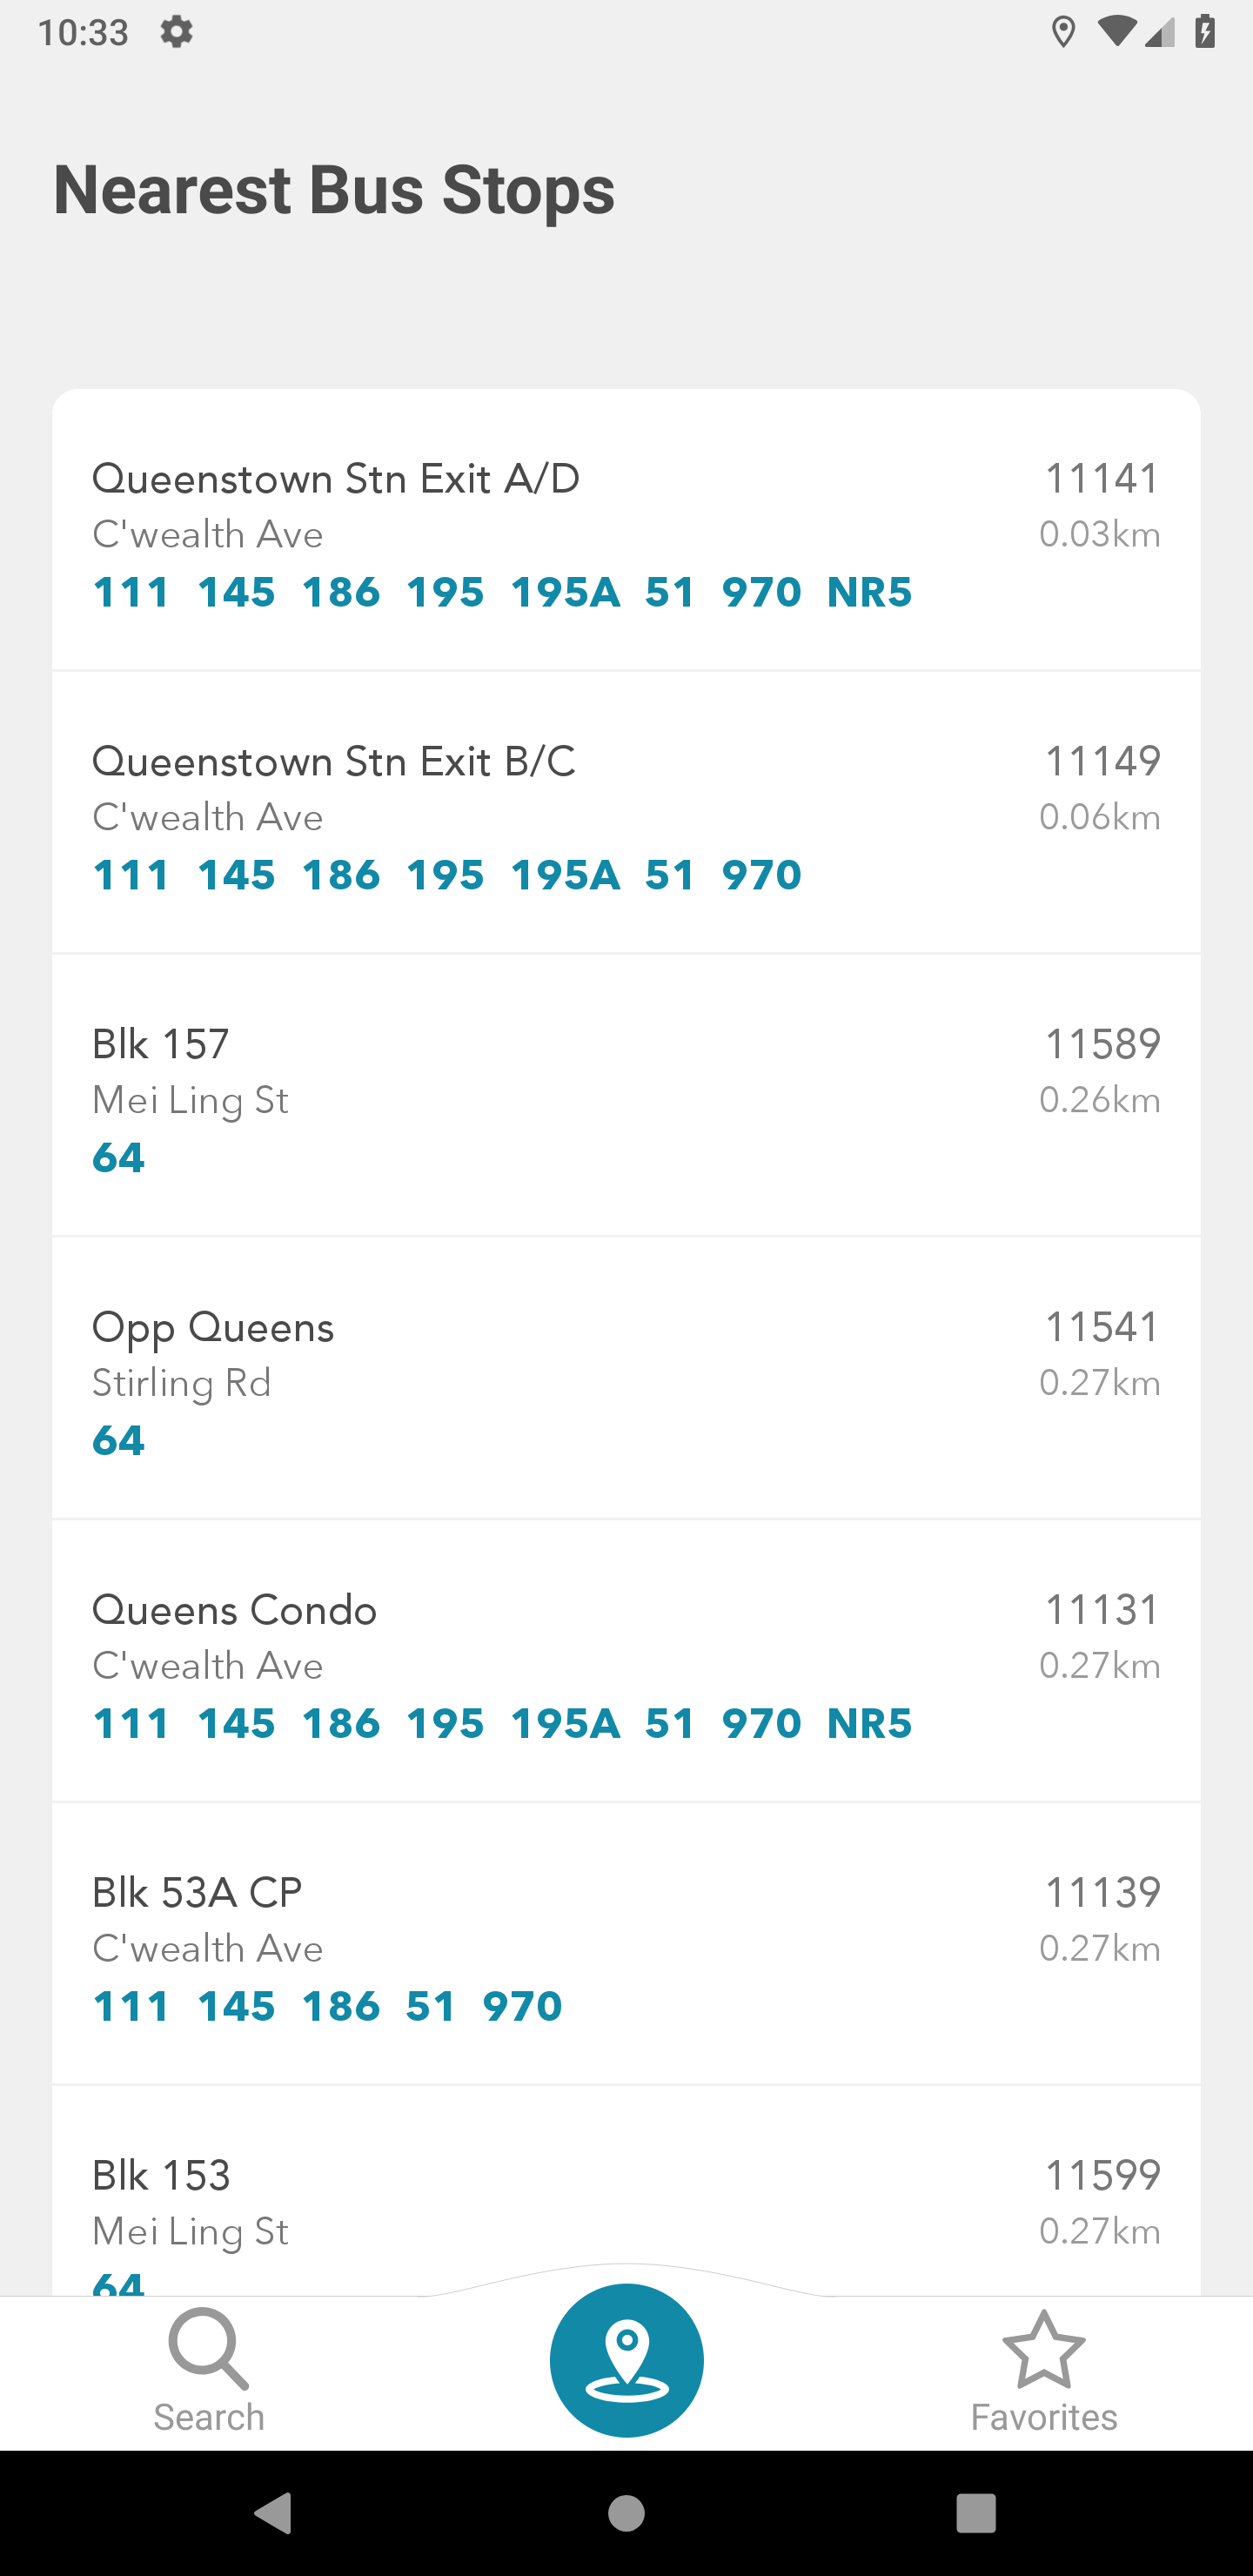 10:33
Nearest Bus Stops
Queenstown Stn Exit A/D 11141
C'wealth Ave 0.03km
111 145 186 195 195A 51 970 NR5
Queenstown Stn Exit B/C 11149
C'wealth Ave 0.06km
111 145 186 195 195A 51 970
Blk 157 11589
Mei Ling St 0.26km
64
Opp Queens 11541
Stirling Rd 0.27km
64
Queens Condo 11131
C'wealth Ave 0.27km
111 145 186 195 195A 51 970 NR5
Blk 53A CP 11139
C'wealth Ave 0.27km
111 145 186 51 970
Blk 153 11599
Mei Ling St 0.27km
64
Search Favorites